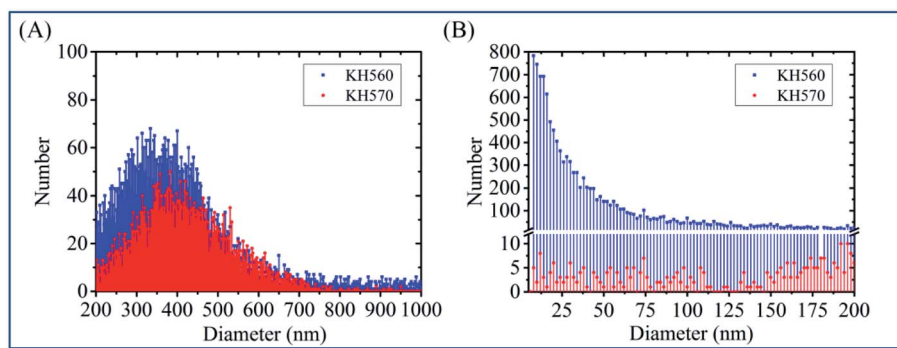 (A)
100
80
60
40
20
0
Number
KH560
KH570
200 300 400 500 600 700 800 900 1000
Diameter (nm)
(B)
800
700
600
500
400
300
200
100
10
5
0
Number
KH560
KH570
25 50 75 100 125 150 175 200
Diameter (nm)